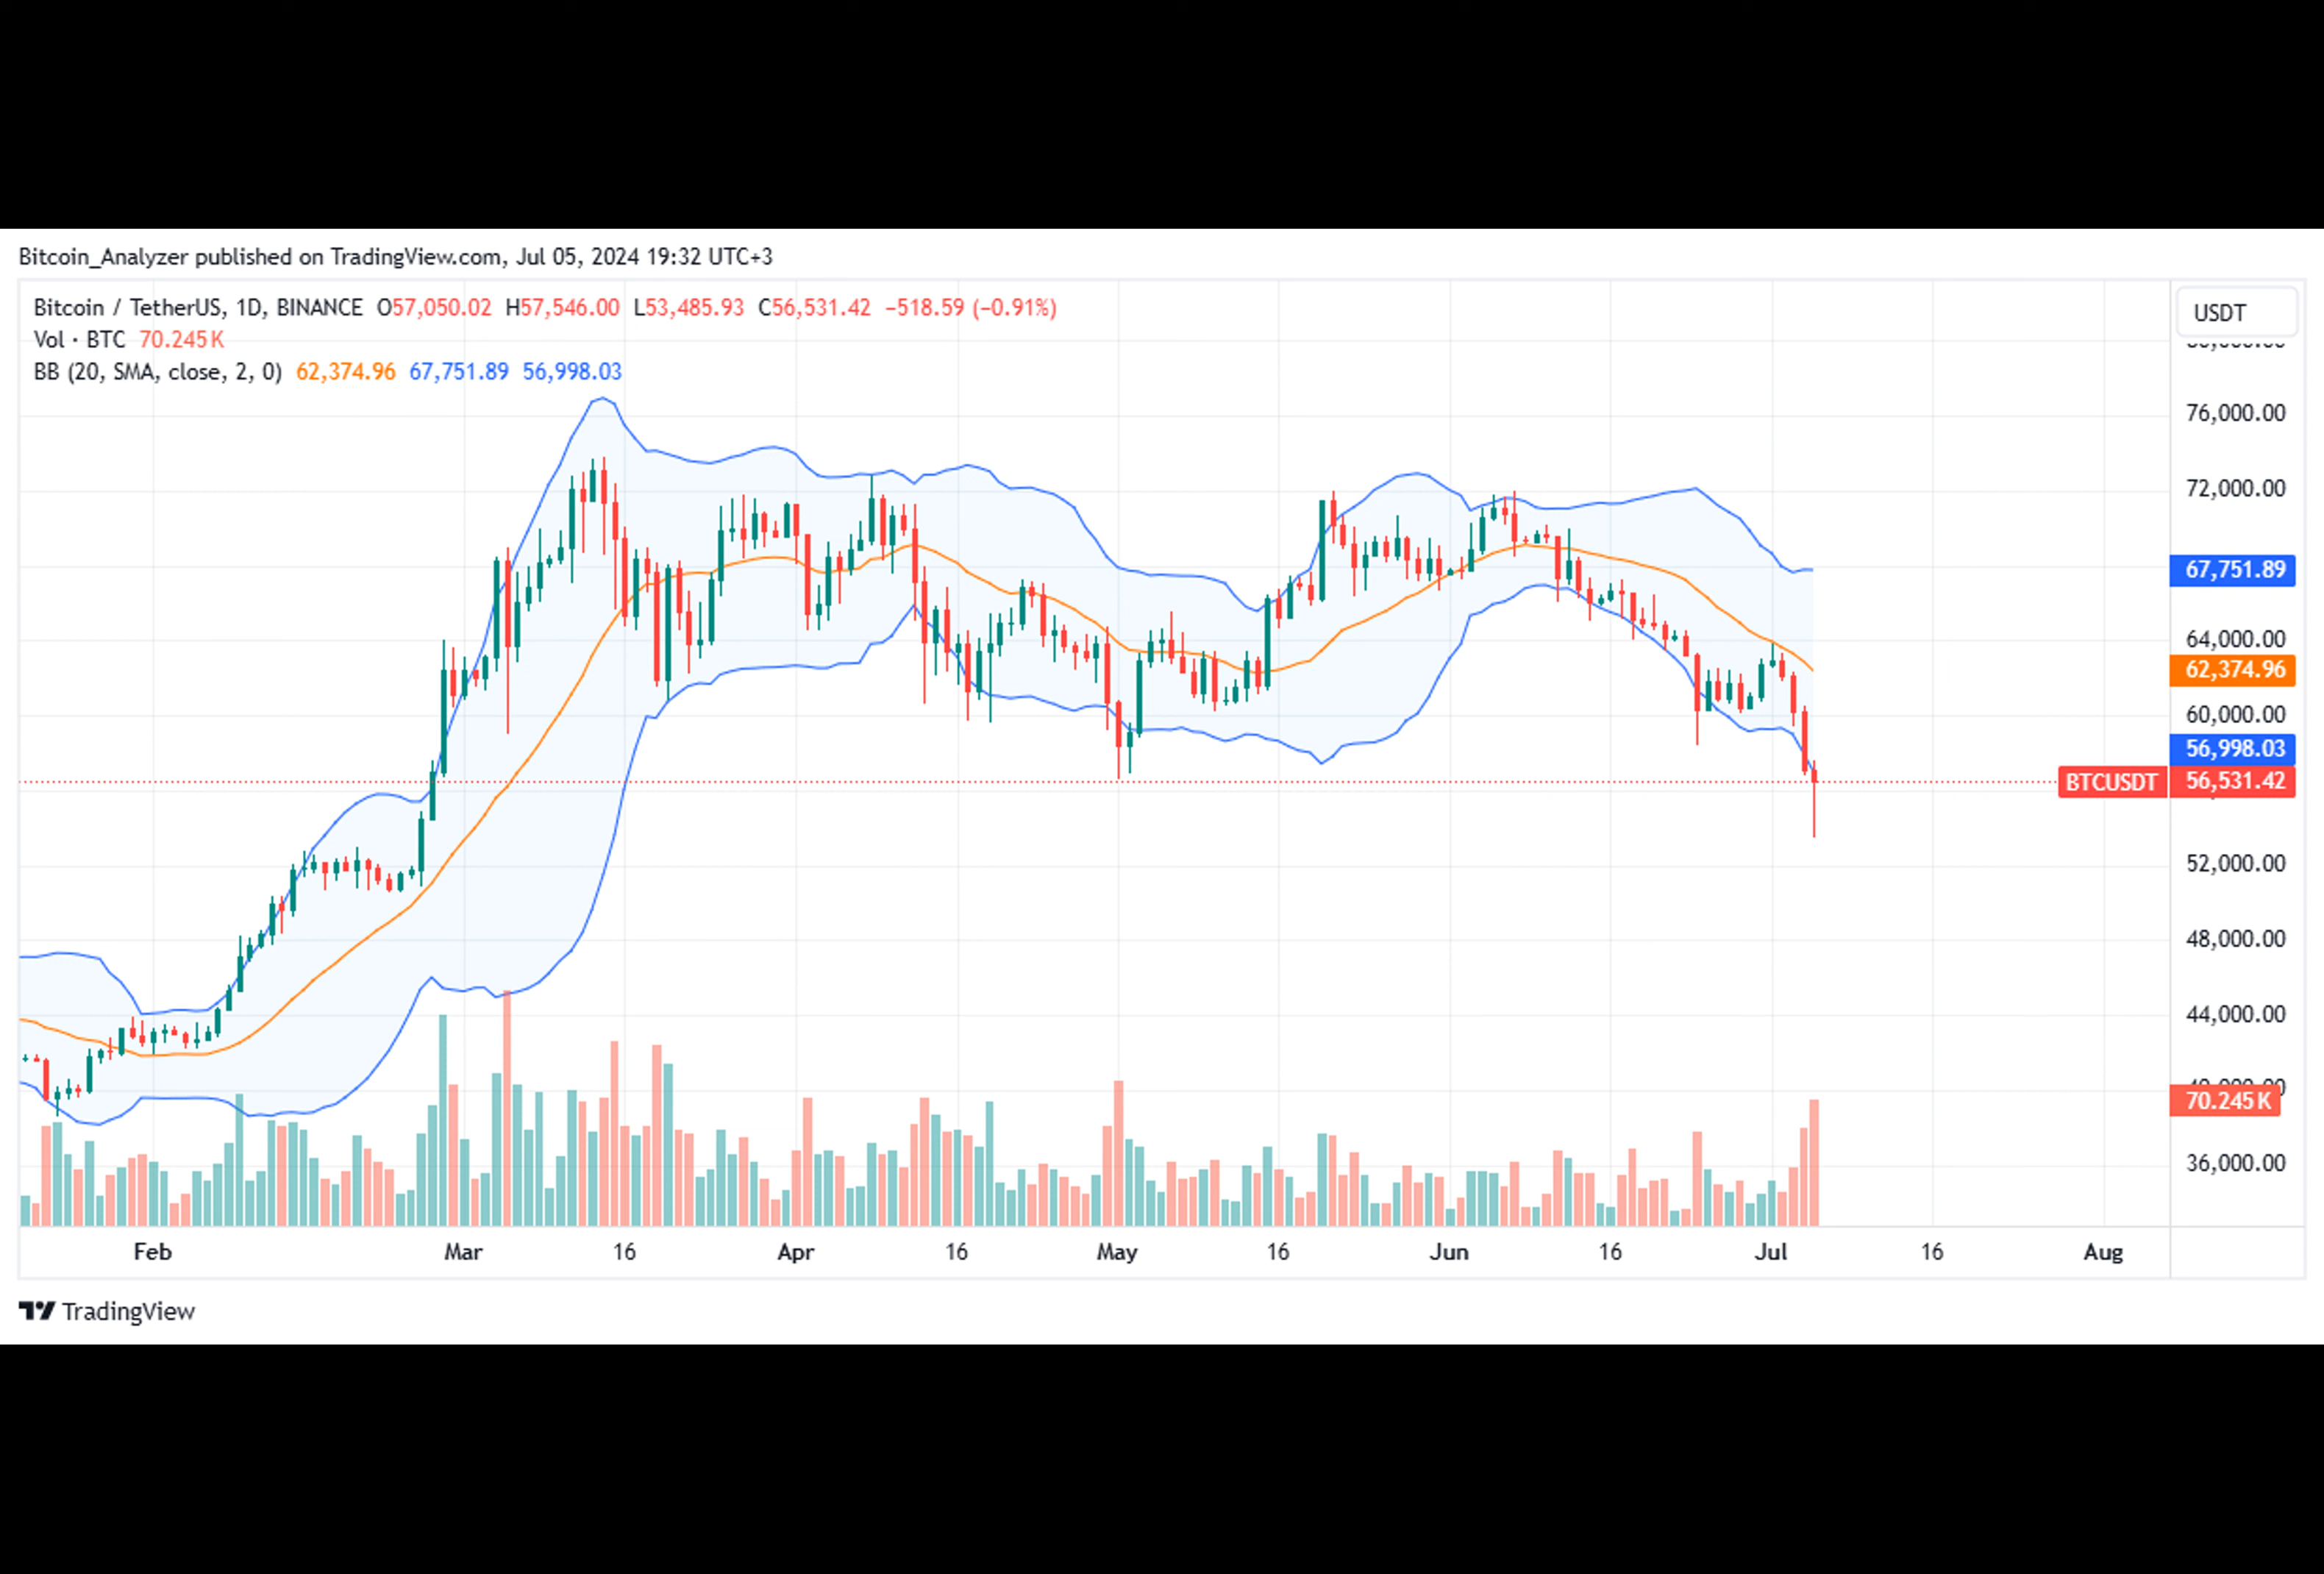 Bitcoin_Analyzer published on TradingView.com, Jul 05, 2024 19:32 UTC+3
Bitcoin / TetherUS, 1D, BINANCE O57,050.02 H57,546.00 L53,485.93 C56,531.42 −518.59 (−0.91%)
USDT
Vol · BTC 70.245K
BB (20, SMA, close, 2, 0) 62,374.96 67,751.89 56,998.03
76,000.00
72,000.00
67,751.89
64,000.00
62,374.96
60,000.00
56,998.03
BTCUSDT 56,531.42
52,000.00
48,000.00
44,000.00
70.245K
36,000.00
Feb Mar 16 Apr 16 May 16 Jun 16 Jul 16 Aug
TradingView